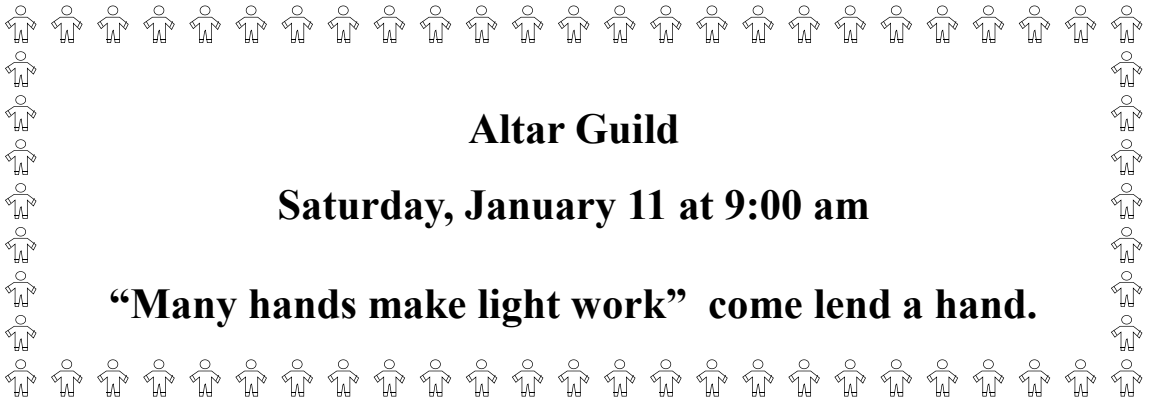 Altar Guild
Saturday, January 11 at 9:00 am
“Many hands make light work”  come lend a hand.